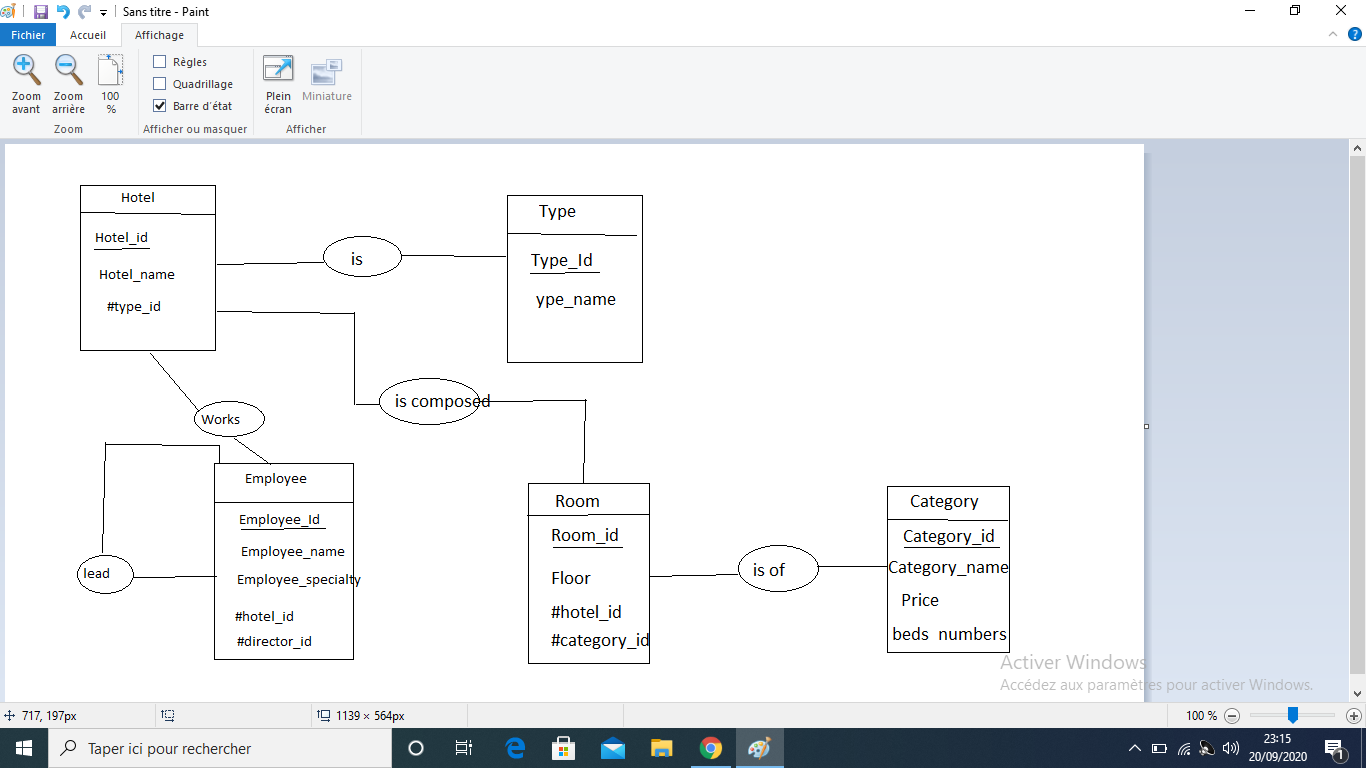 Sans titre - Paint
Fichier Accueil Affichage
Zoom avant
Zoom arrière
100 %
Règles
Quadrillage
Barre d'état
Plein écran
Miniature
Zoom Afficher ou masquer Afficher
Hotel
Hotel_id
Hotel_name
#type_id
is
Type
Type_Id
ype_name
is composed
Works
lead
Employee
Employee_Id
Employee_name
Employee_specialty
#hotel_id
#director_id
Room
Room_id
Floor
#hotel_id
#category_id
is of
Category
Category_id
Category_name
Price
beds numbers
Activer Windows
Accédez aux paramètres pour activer Windows.
717, 197px 1139 × 564px 100 %
Taper ici pour rechercher
23:15
20/09/2020
1